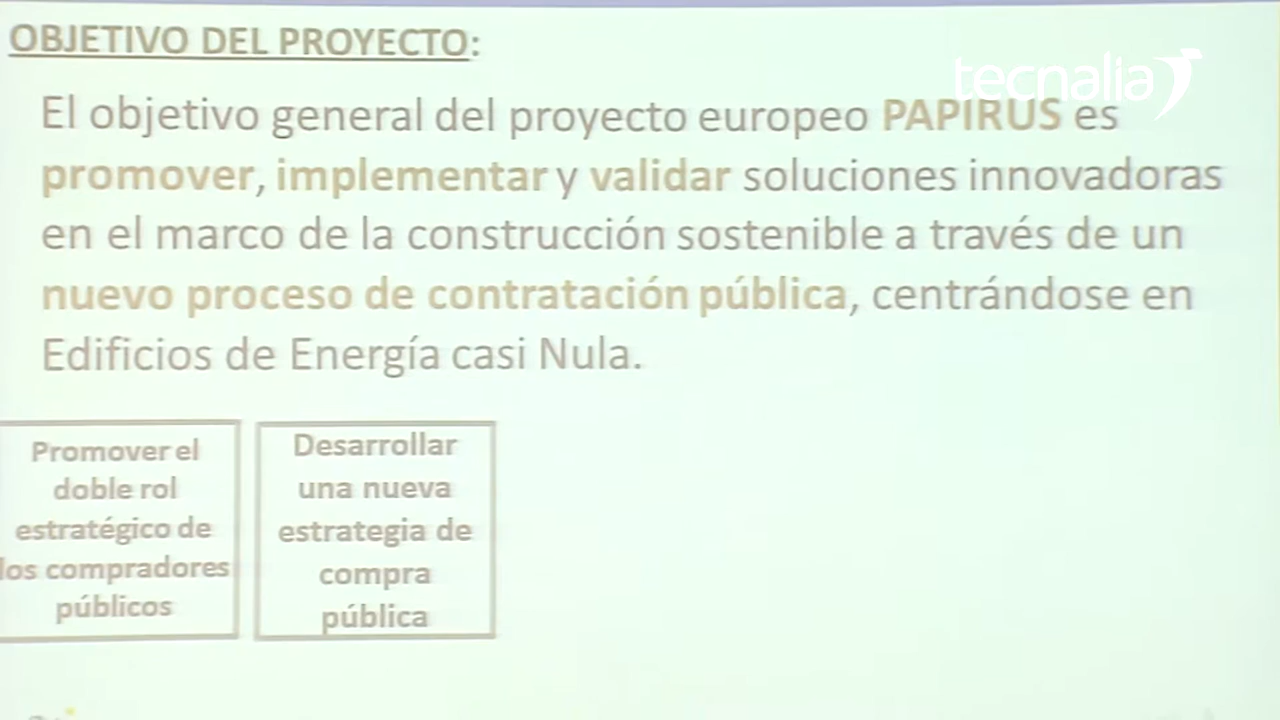 OBJETIVO DEL PROYECTO:
tecnalia
El objetivo general del proyecto europeo PAPIRUS es
promover, implementar y validar soluciones innovadoras
en el marco de la construcción sostenible a través de un
nuevo proceso de contratación pública, centrándose en
Edificios de Energía casi Nula.
Promover el
doble rol
estratégico de
los compradores
públicos
Desarrollar
una nueva
estrategia de
compra
pública